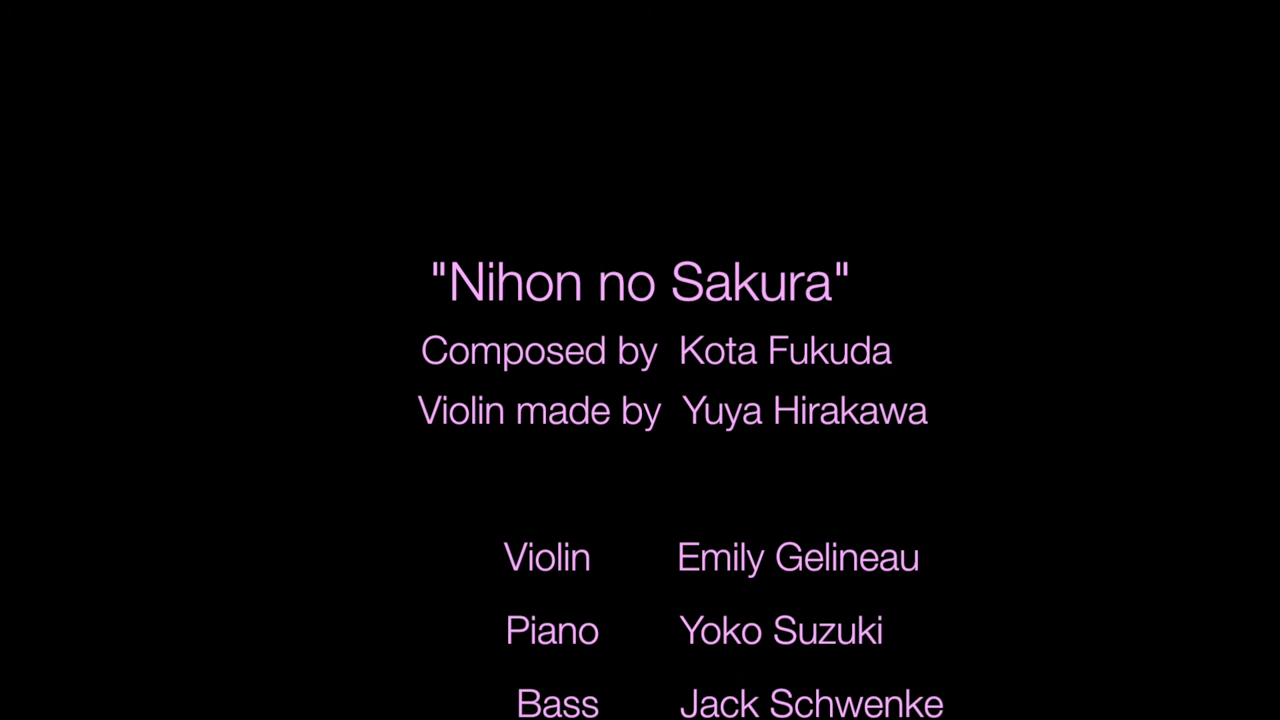 "Nihon no Sakura"
Composed by Kota Fukuda
Violin made by Yuya Hirakawa
Violin Emily Gelineau
Piano Yoko Suzuki
Bass Jack Schwenke